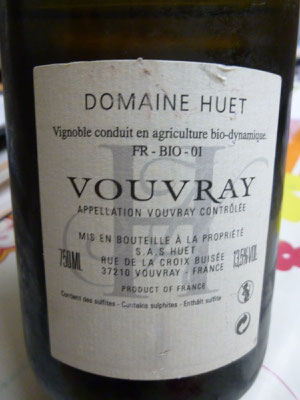 DOMAINE HUET
Vignoble conduit en agriculture bio-dynamique.
FR - BIO - 01
VOUVRAY
APPELLATION VOUVRAY CONTRÔLÉE
MIS EN BOUTEILLE À LA PROPRIÉTÉ
750ML S.A.S HUET 13,5%VOL
RUE DE LA CROIX BUISÉE
37210 VOUVRAY - FRANCE
PRODUCT OF FRANCE
Contient des sulfites - Contains sulphites - Enthält sulfite